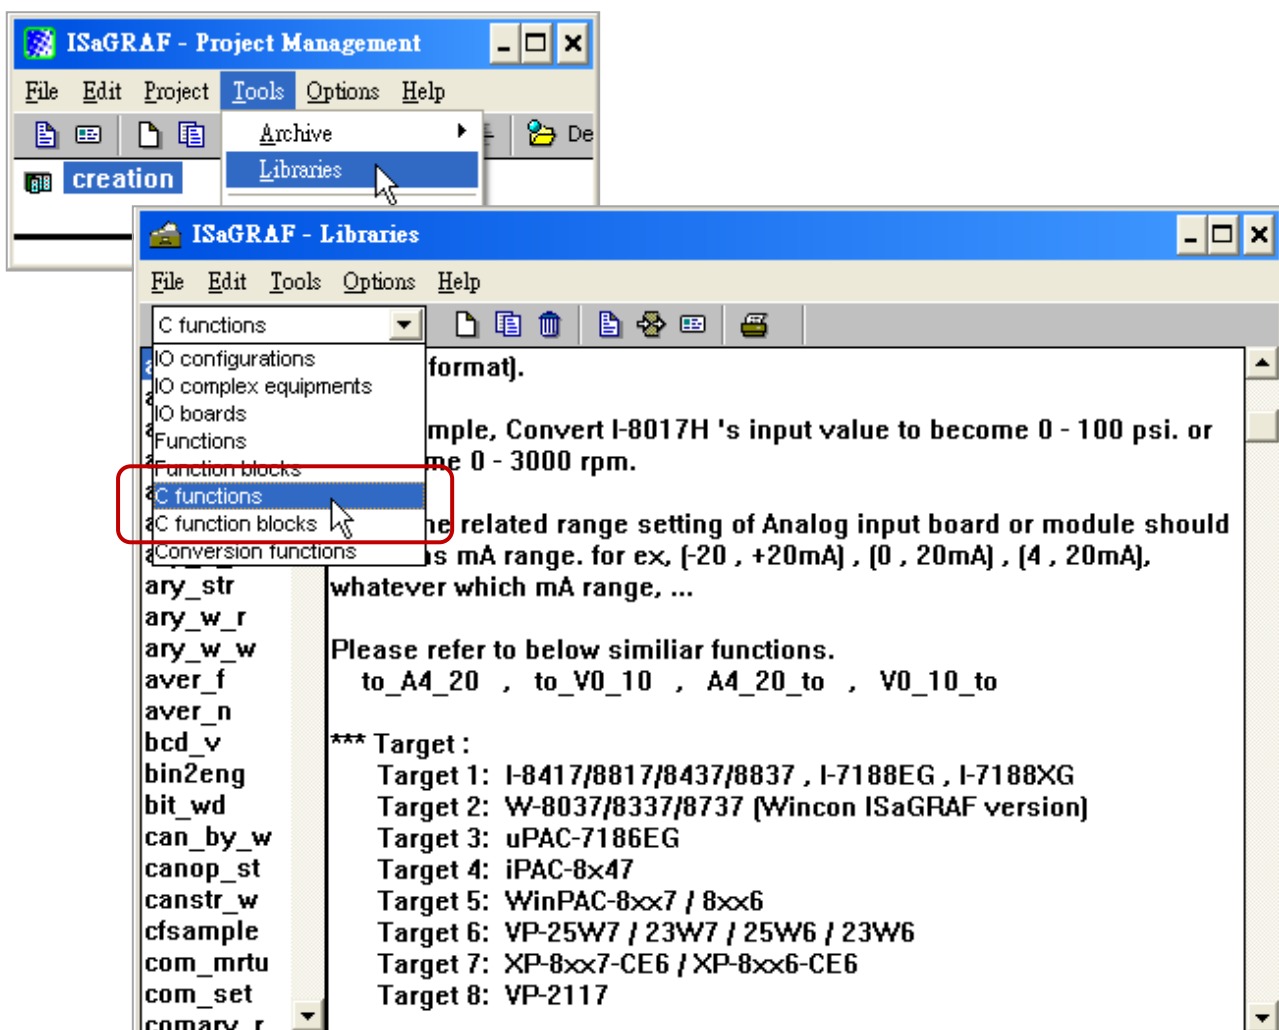 ISaGRAF - Project Management
File Edit Project Tools Options Help
Archive
De
Libraries
creation
ISaGRAF - Libraries
File Edit Tools Options Help
C functions
IO configurations
IO complex equipments
IO boards
Functions
Function blocks
C functions
C function blocks
Conversion functions
ary_str
ary_w_r
ary_w_w
aver_f
aver_n
bcd_v
bin2eng
bit_wd
can_by_w
canop_st
canstr_w
cfsample
com_mrtu
com_set
comary_r
format).
mple, Convert I-8017H 's input value to become 0 - 100 psi. or
me 0 - 3000 rpm.
he related range setting of Analog input board or module should
s mA range. for ex, (-20 , +20mA) , (0 , 20mA) , (4 , 20mA),
whatever which mA range, ...
Please refer to below similiar functions.
to_A4_20 , to_V0_10 , A4_20_to , V0_10_to
*** Target :
Target 1: I-8417/8817/8437/8837 , I-7188EG , I-7188XG
Target 2: W-8037/8337/8737 (Wincon ISaGRAF version)
Target 3: uPAC-7186EG
Target 4: iPAC-8x47
Target 5: WinPAC-8xx7 / 8xx6
Target 6: VP-25W7 / 23W7 / 25W6 / 23W6
Target 7: XP-8xx7-CE6 / XP-8xx6-CE6
Target 8: VP-2117